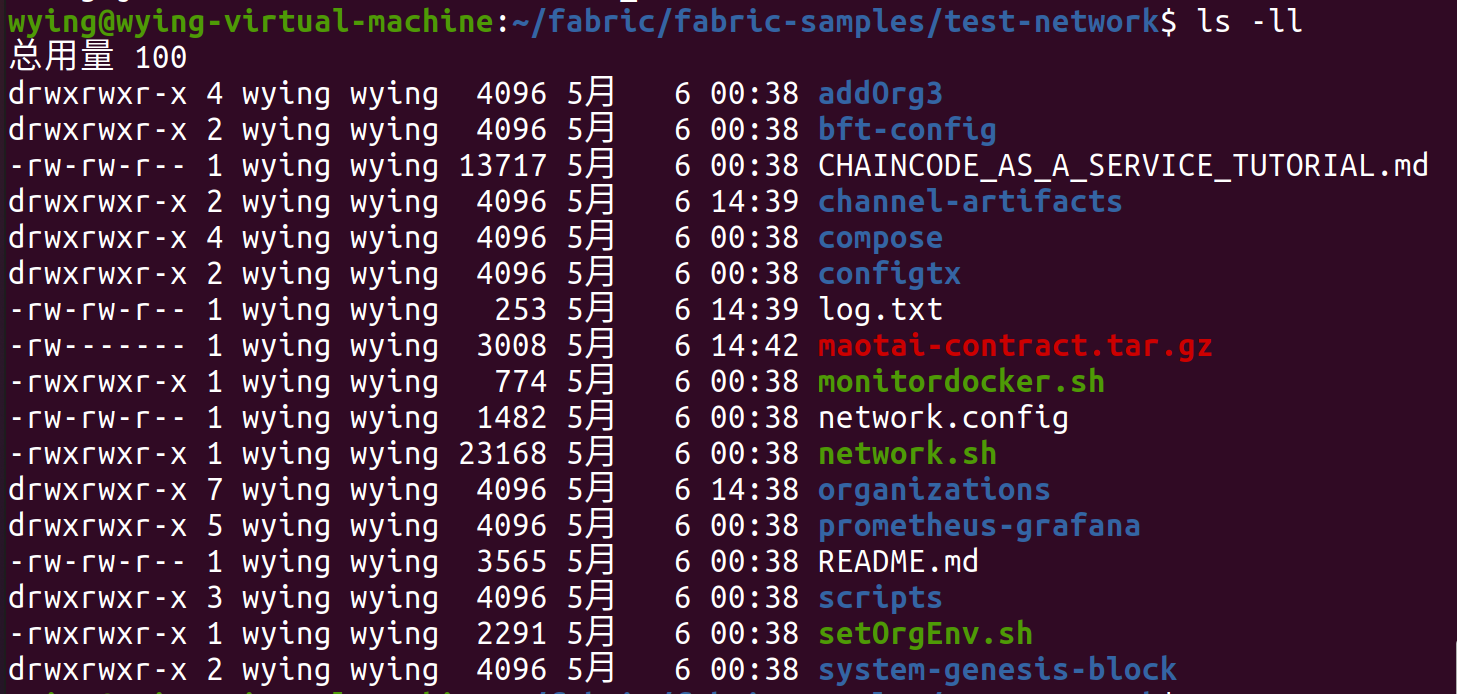 wying@wying-virtual-machine:~/fabric/fabric-samples/test-network$ ls -ll
总用量 100
drwxrwxr-x 4 wying wying  4096 5月   6 00:38 addOrg3
drwxrwxr-x 2 wying wying  4096 5月   6 00:38 bft-config
-rw-rw-r-- 1 wying wying 13717 5月   6 00:38 CHAINCODE_AS_A_SERVICE_TUTORIAL.md
drwxrwxr-x 2 wying wying  4096 5月   6 14:39 channel-artifacts
drwxrwxr-x 4 wying wying  4096 5月   6 00:38 compose
drwxrwxr-x 2 wying wying  4096 5月   6 00:38 configtx
-rw-rw-r-- 1 wying wying   253 5月   6 14:39 log.txt
-rw------- 1 wying wying  3008 5月   6 14:42 maotai-contract.tar.gz
-rwxrwxr-x 1 wying wying   774 5月   6 00:38 monitordocker.sh
-rw-rw-r-- 1 wying wying  1482 5月   6 00:38 network.config
-rwxrwxr-x 1 wying wying 23168 5月   6 00:38 network.sh
drwxrwxr-x 7 wying wying  4096 5月   6 14:38 organizations
drwxrwxr-x 5 wying wying  4096 5月   6 00:38 prometheus-grafana
-rw-rw-r-- 1 wying wying  3565 5月   6 00:38 README.md
drwxrwxr-x 3 wying wying  4096 5月   6 00:38 scripts
-rwxrwxr-x 1 wying wying  2291 5月   6 00:38 setOrgEnv.sh
drwxrwxr-x 2 wying wying  4096 5月   6 00:38 system-genesis-block